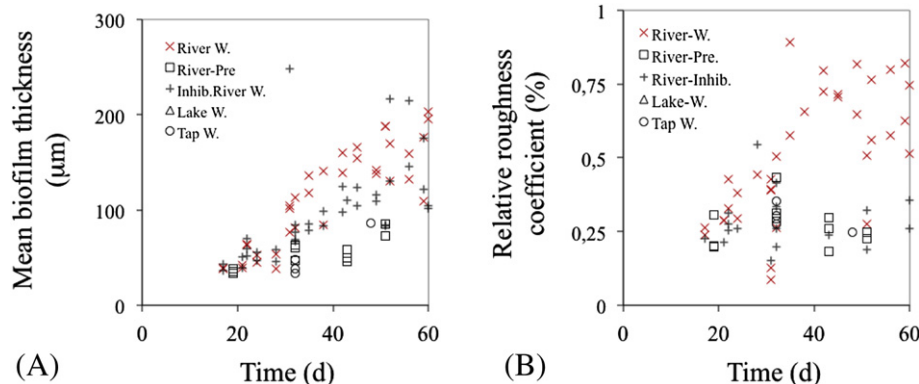 300
200
100
0
0
20
40
60
Mean biofilm thickness
(µm)
Time (d)
(A)
River W.
River-Pre
Inhib.River W.
Lake W.
Tap W.
1
0,75
0,5
0,25
0
0
20
40
60
Relative roughness
coefficient (%)
Time (d)
(B)
River-W.
River-Pre.
River-Inhib.
Lake-W.
Tap W.